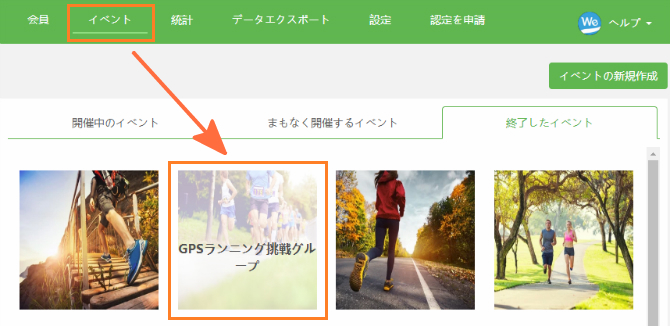 会員 イベント 統計 データエクスポート 設定 認定を申請 We ヘルプ
イベントの新規作成
開催中のイベント まもなく開催するイベント 終了したイベント
GPSランニング挑戦グル
ープ